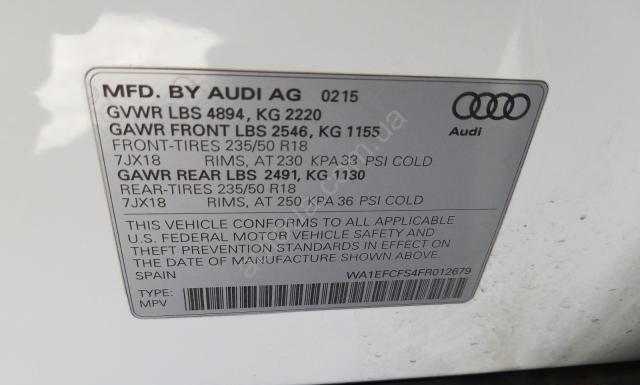 MFD. BY AUDI AG 0215
GVWR LBS 4894, KG 2220
GAWR FRONT LBS 2546, KG 1155
FRONT-TIRES 235/50 R18
7JX18 RIMS, AT 230 KPA 33 PSI COLD
GAWR REAR LBS 2491, KG 1130
REAR-TIRES 235/50 R18
7JX18 RIMS, AT 250 KPA 36 PSI COLD
Audi
THIS VEHICLE CONFORMS TO ALL APPLICABLE
U.S. FEDERAL MOTOR VEHICLE SAFETY AND
THEFT PREVENTION STANDARDS IN EFFECT ON
THE DATE OF MANUFACTURE SHOWN ABOVE.
SPAIN WA1EFCFS4FR012679
TYPE:
MPV